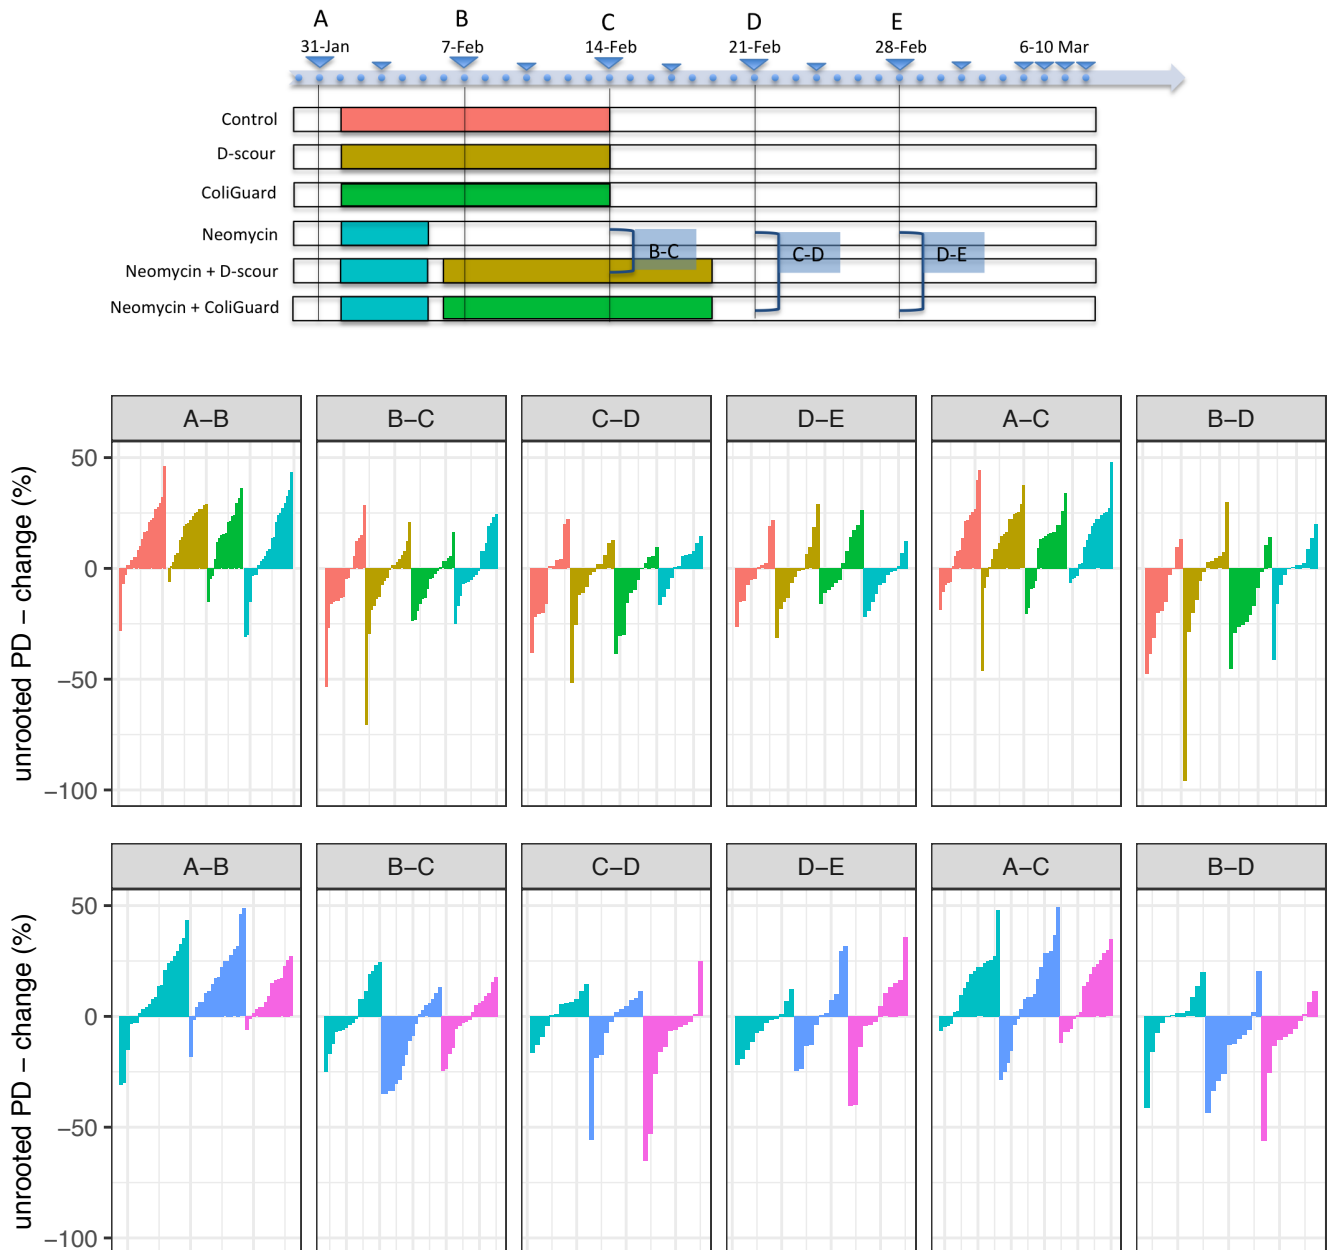 A B C D E
31-Jan 7-Feb 14-Feb 21-Feb 28-Feb 6-10 Mar
Control
D-scour
ColiGuard
Neomycin
B-C C-D D-E
Neomycin + D-scour
Neomycin + ColiGuard
A−B B−C C−D D−E A−C B−D
unrooted PD − change (%)
50
0
−50
−100
A−B B−C C−D D−E A−C B−D
unrooted PD − change (%)
50
0
−50
−100